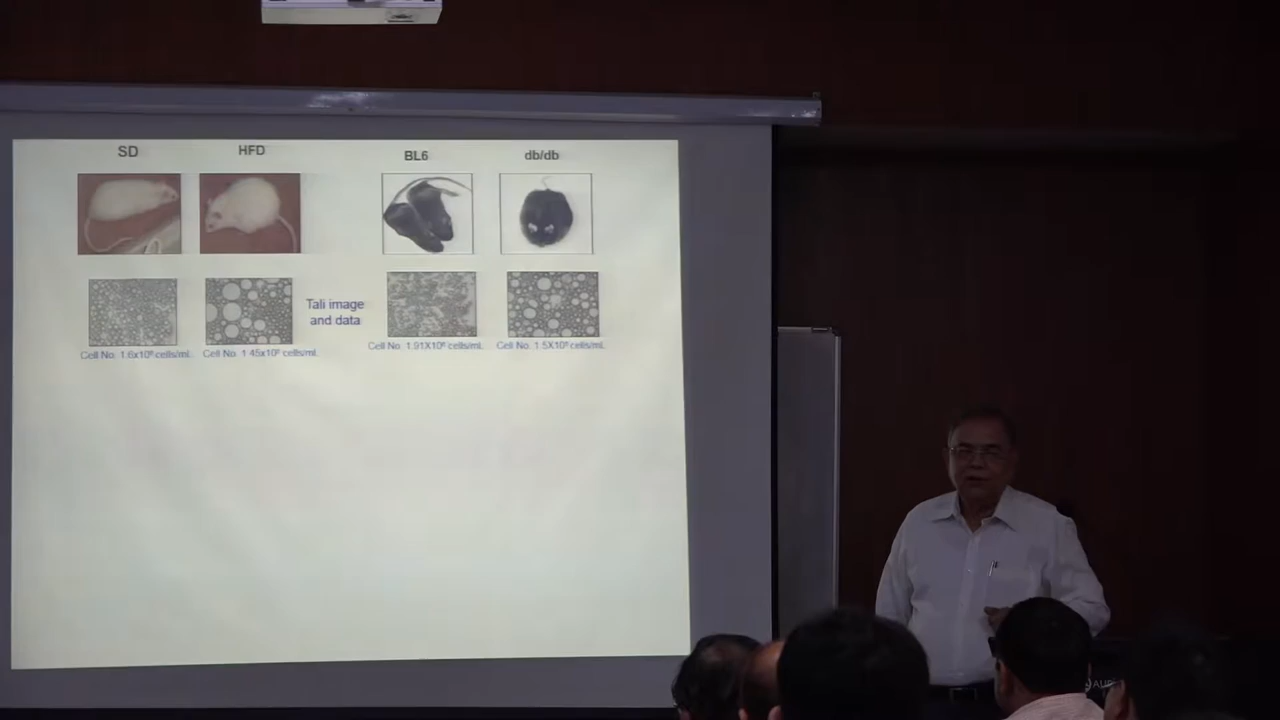 SD HFD BL6 db/db
Tali image
and data
Cell No. 1.6x10⁶ cells/mL. Cell No. 1.45x10⁶ cells/mL. Cell No. 1.91X10⁶ cells/mL. Cell No. 1.5X10⁶ cells/mL.